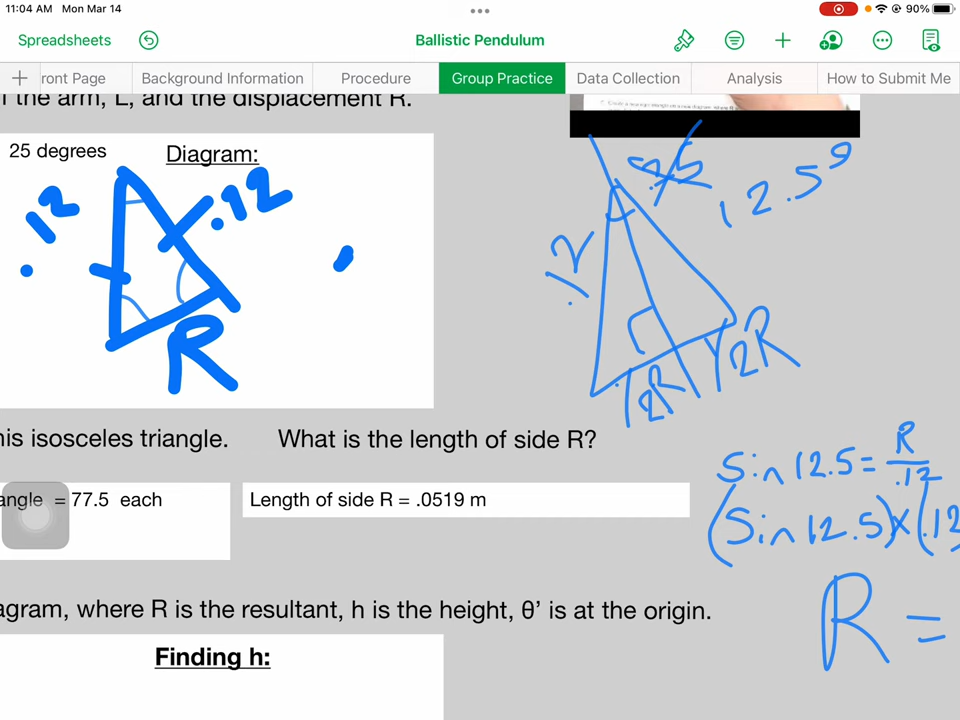 11:04 AM Mon Mar 14
90%
Spreadsheets
Ballistic Pendulum
ront Page
Background Information
Procedure
Group Practice
Data Collection
Analysis
How to Submit Me
f the arm, L, and the displacement R.
25 degrees
Diagram:
.12
.12
R
.12
12.5°
½R
½R
his isosceles triangle.
What is the length of side R?
angle = 77.5 each
Length of side R = .0519 m
Sin 12.5 = R/.12
(Sin 12.5) × (.12
R =
agram, where R is the resultant, h is the height, θ’ is at the origin.
Finding h: